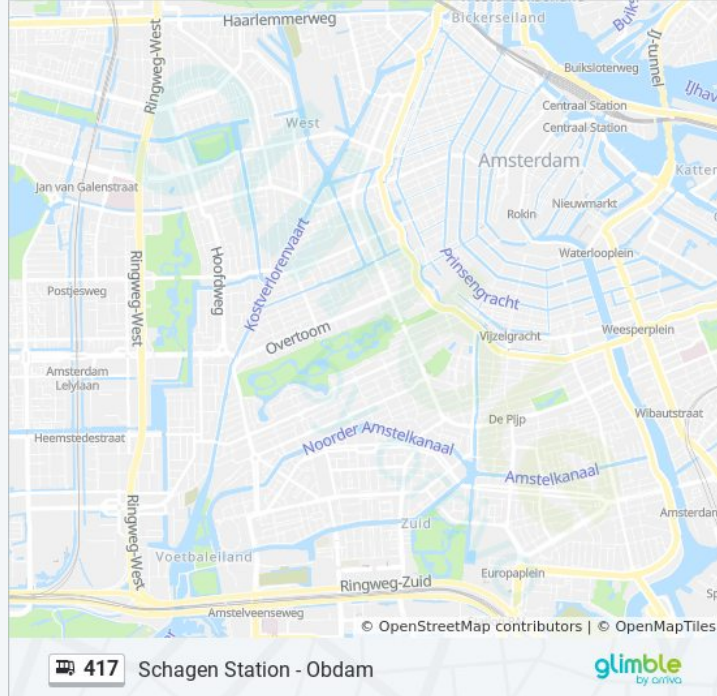 Haarlemmerweg
Bickerseiland
Buiks
IJ-tunnel
Ringweg-West
Buiksloterweg
IJhav
Centraal Station
Centraal Station
West
Amsterdam
Katter
Jan van Galenstraat
Nieuwmarkt
Rokin
Kostverlorenvaart
Hoofdweg
Prinsengracht
Waterlooplein
Ringweg-West
Postjesweg
Overtoom
Vijzelgracht
Weesperplein
Amsterdam
Lelylaan
De Pijp
Wibautstraat
Heemstedestraat
Noorder Amstelkanaal
Amstelkanaal
Ringweg-West
Amsterdam
Zuid
Voetbaleiland
Europaplein
Ringweg-Zuid
Sp
Amstelveenseweg
© OpenStreetMap contributors | © OpenMapTiles
417 Schagen Station - Obdam
glimble
by arriva